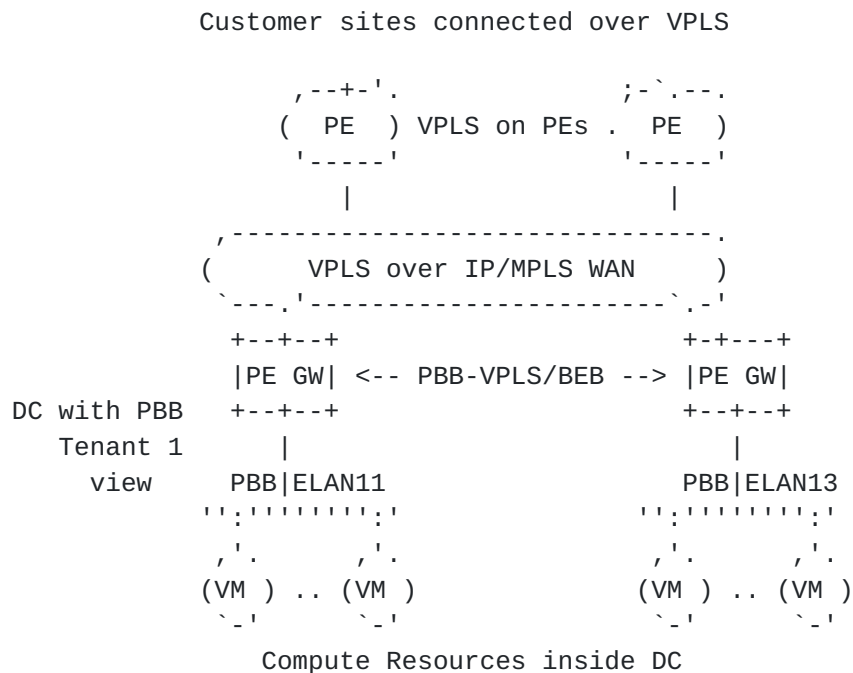 Customer sites connected over VPLS
,--+-'. ;-`.--.
( PE ) VPLS on PEs . PE )
'-----' '-----'
| |
,---------------------------------.
( VPLS over IP/MPLS WAN )
`---.'-----------------------`.-'
+--+--+ +-+---+
|PE GW| <-- PBB-VPLS/BEB --> |PE GW|
DC with PBB +--+--+ +--+--+
Tenant 1 | |
view PBB|ELAN11 PBB|ELAN13
'':'''''''':' '':'''''''':'
,'. ,'. ,'. ,'.
(VM ) .. (VM ) (VM ) .. (VM )
`-' `-' `-' `-'
Compute Resources inside DC